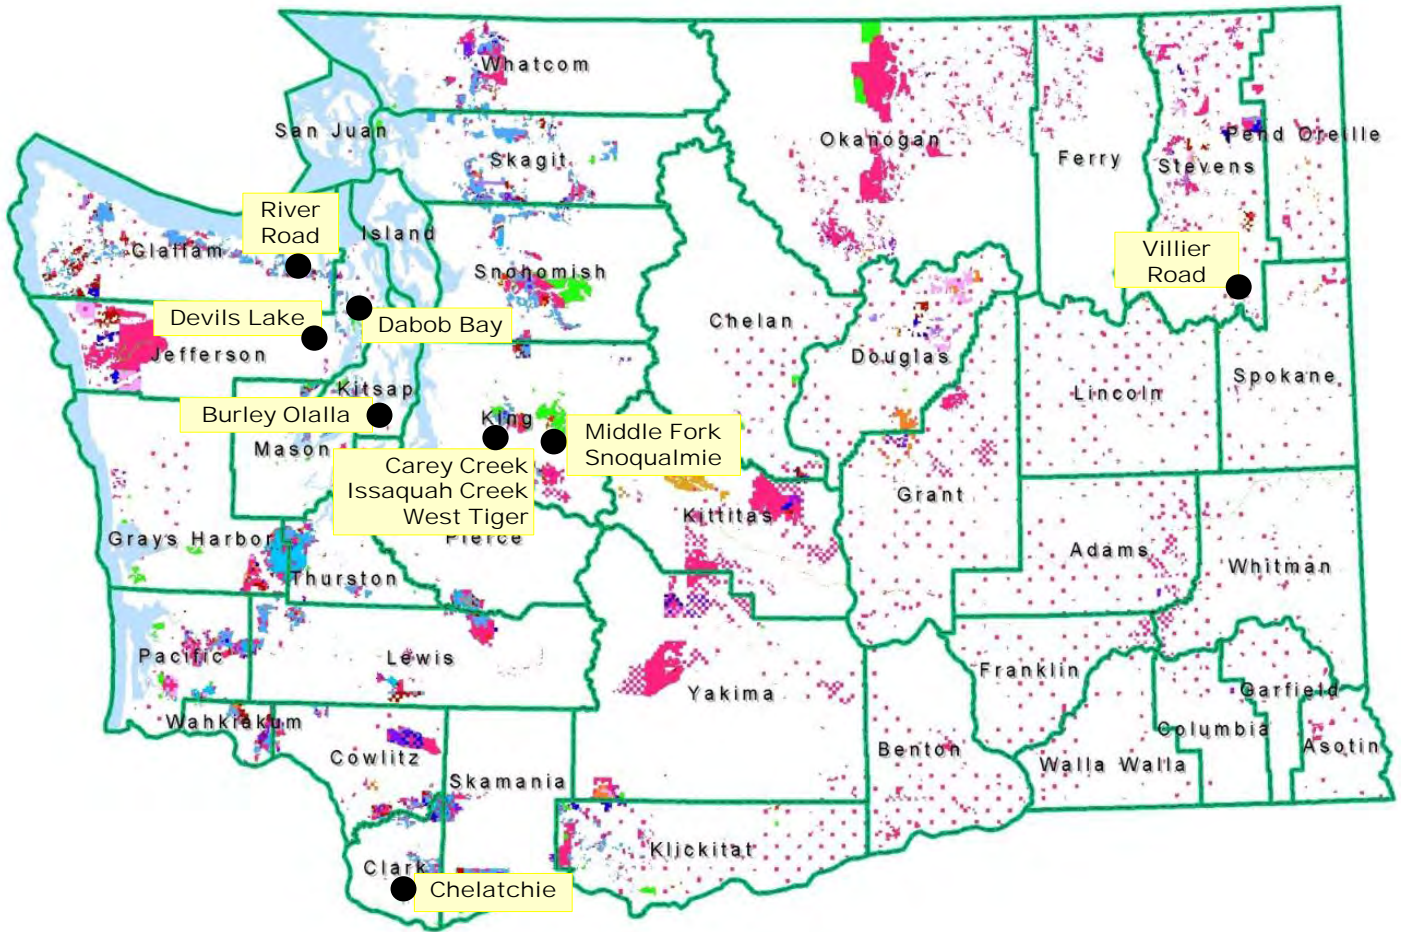 Whatcom
San Juan
Skagit
Okanogan
Ferry
Pend Oreille
Stevens
River
Road
Island
Clallam
Snohomish
Villier
Road
Devils Lake
Dabob Bay
Chelan
Jefferson
Douglas
Kitsap
Lincoln
Spokane
Burley Olalla
King
Middle Fork
Snoqualmie
Mason
Carey Creek
Issaquah Creek
West Tiger
Grant
Kittitas
Grays Harbor
Pierce
Adams
Whitman
Thurston
Pacific
Lewis
Franklin
Yakima
Garfield
Wahkiakum
Columbia
Cowlitz
Benton
Walla Walla
Asotin
Skamania
Klickitat
Clark
Chelatchie